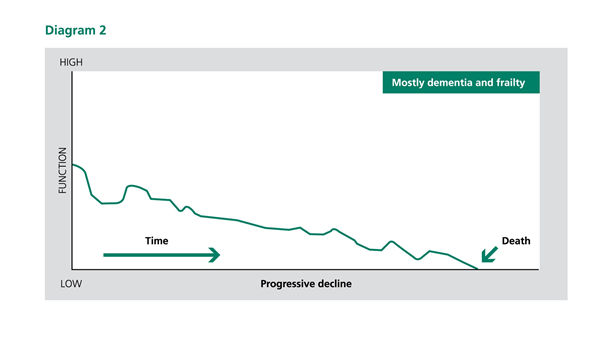 Diagram 2
HIGH
Mostly dementia and frailty
FUNCTION
Time
Death
LOW
Progressive decline